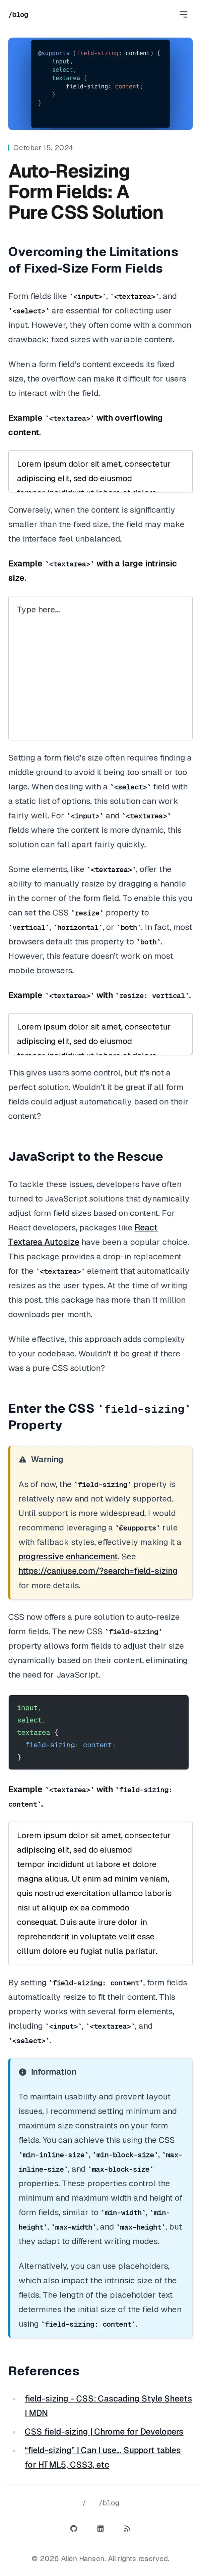 /blog
@supports (field-sizing: content) {
input,
select,
textarea {
field-sizing: content;
}
}
October 15, 2024
Auto-Resizing
Form Fields: A
Pure CSS Solution
Overcoming the Limitations
of Fixed-Size Form Fields
Form fields like `<input>`, `<textarea>`, and
`<select>` are essential for collecting user
input. However, they often come with a common
drawback: fixed sizes with variable content.
When a form field's content exceeds its fixed
size, the overflow can make it difficult for users
to interact with the field.
Example `<textarea>` with overflowing
content.
Lorem ipsum dolor sit amet, consectetur
adipiscing elit, sed do eiusmod
tempor incididunt ut labore et dolore
Conversely, when the content is significantly
smaller than the fixed size, the field may make
the interface feel unbalanced.
Example `<textarea>` with a large intrinsic
size.
Type here...
Setting a form field's size often requires finding a
middle ground to avoid it being too small or too
large. When dealing with a `<select>` field with
a static list of options, this solution can work
fairly well. For `<input>` and `<textarea>`
fields where the content is more dynamic, this
solution can fall apart fairly quickly.
Some elements, like `<textarea>`, offer the
ability to manually resize by dragging a handle
in the corner of the form field. To enable this you
can set the CSS `resize` property to
`vertical`, `horizontal`, or `both`. In fact, most
browsers default this property to `both`.
However, this feature doesn't work on most
mobile browsers.
Example `<textarea>` with `resize: vertical`.
Lorem ipsum dolor sit amet, consectetur
adipiscing elit, sed do eiusmod
tempor incididunt ut labore et dolore
This gives users some control, but it's not a
perfect solution. Wouldn't it be great if all form
fields could adjust automatically based on their
content?
JavaScript to the Rescue
To tackle these issues, developers have often
turned to JavaScript solutions that dynamically
adjust form field sizes based on content. For
React developers, packages like React
Textarea Autosize have been a popular choice.
This package provides a drop-in replacement
for the `<textarea>` element that automatically
resizes as the user types. At the time of writing
this post, this package has more than 11 million
downloads per month.
While effective, this approach adds complexity
to your codebase. Wouldn't it be great if there
was a pure CSS solution?
Enter the CSS `field-sizing`
Property
Warning
As of now, the `field-sizing` property is
relatively new and not widely supported.
Until support is more widespread, I would
recommend leveraging a `@supports` rule
with fallback styles, effectively making it a
progressive enhancement. See
https://caniuse.com/?search=field-sizing
for more details.
CSS now offers a pure solution to auto-resize
form fields. The new CSS `field-sizing`
property allows form fields to adjust their size
dynamically based on their content, eliminating
the need for JavaScript.
input,
select,
textarea {
field-sizing: content;
}
Example `<textarea>` with `field-sizing:
content`.
Lorem ipsum dolor sit amet, consectetur
adipiscing elit, sed do eiusmod
tempor incididunt ut labore et dolore
magna aliqua. Ut enim ad minim veniam,
quis nostrud exercitation ullamco laboris
nisi ut aliquip ex ea commodo
consequat. Duis aute irure dolor in
reprehenderit in voluptate velit esse
cillum dolore eu fugiat nulla pariatur.
By setting `field-sizing: content`, form fields
automatically resize to fit their content. This
property works with several form elements,
including `<input>`, `<textarea>`, and
`<select>`.
Information
To maintain usability and prevent layout
issues, I recommend setting minimum and
maximum size constraints on your form
fields. You can achieve this using the CSS
`min-inline-size`, `min-block-size`, `max-
inline-size`, and `max-block-size`
properties. These properties control the
minimum and maximum width and height of
form fields, similar to `min-width`, `min-
height`, `max-width`, and `max-height`, but
they adapt to different writing modes.
Alternatively, you can use placeholders,
which also impact the intrinsic size of the
fields. The length of the placeholder text
determines the initial size of the field when
using `field-sizing: content`.
References
field-sizing - CSS: Cascading Style Sheets
| MDN
CSS field-sizing | Chrome for Developers
"field-sizing" | Can I use... Support tables
for HTML5, CSS3, etc
/ /blog
© 2026 Allen Hansen. All rights reserved.